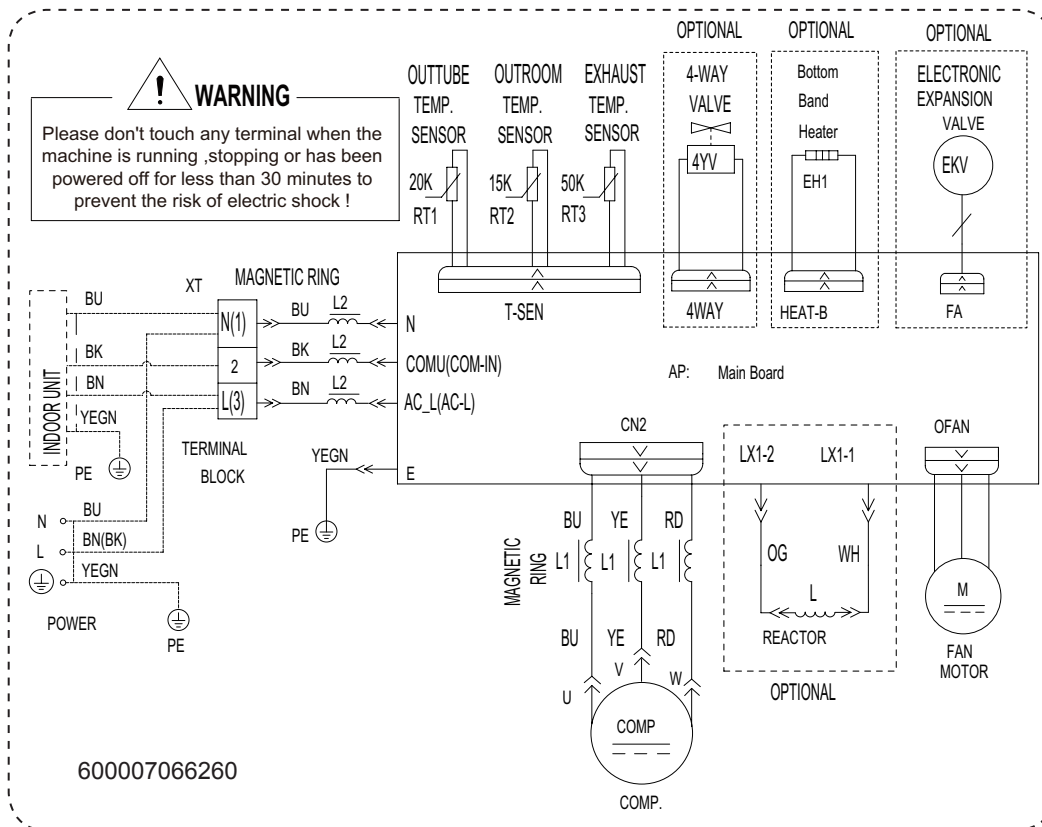 WARNING
Please don't touch any terminal when the
machine is running ,stopping or has been
powered off for less than 30 minutes to
prevent the risk of electric shock !
OUTTUBE
TEMP.
SENSOR
20K
RT1
OUTROOM
TEMP.
SENSOR
15K
RT2
EXHAUST
TEMP.
SENSOR
50K
RT3
T-SEN
OPTIONAL
4-WAY
VALVE
4YV
4WAY
OPTIONAL
Bottom
Band
Heater
EH1
HEAT-B
OPTIONAL
ELECTRONIC
EXPANSION
VALVE
EKV
FA
INDOOR UNIT
BU
BK
BN
YEGN
PE
XT
N(1)
2
L(3)
TERMINAL
BLOCK
MAGNETIC RING
BU
L2
BK
L2
BN
L2
N
COMU(COM-IN)
AC_L(AC-L)
E
YEGN
PE
AP: Main Board
N
BU
L
BN(BK)
YEGN
PE
POWER
CN2
MAGNETIC
RING
BU
YE
RD
L1
L1
L1
BU
YE
RD
U
V
W
COMP
COMP.
LX1-2
LX1-1
OG
WH
L
REACTOR
OPTIONAL
OFAN
M
FAN
MOTOR
600007066260